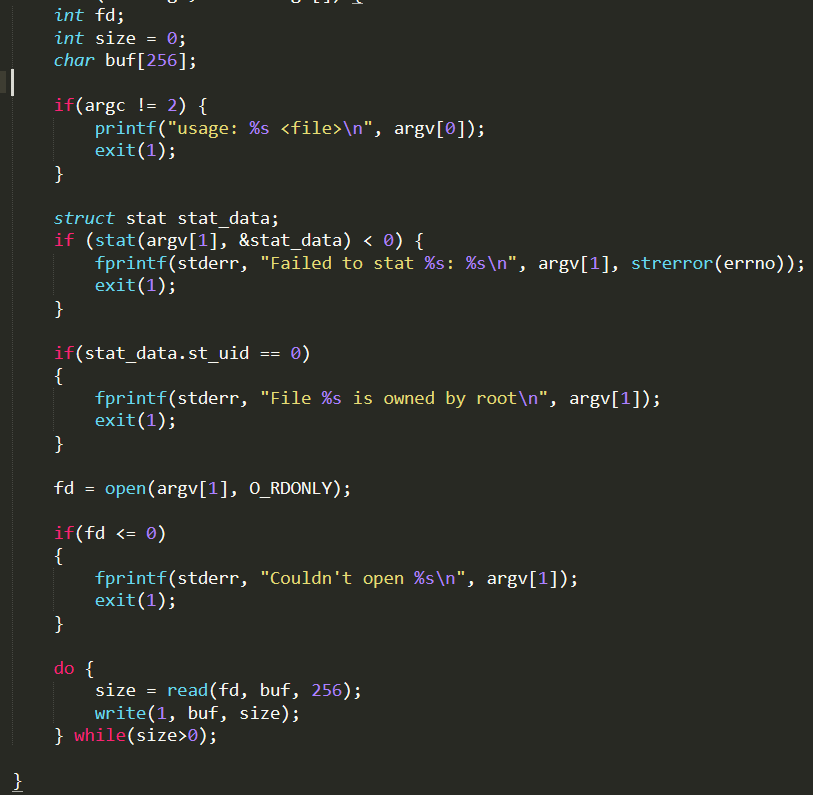 int fd;
int size = 0;
char buf[256];
if(argc != 2) {
printf("usage: %s <file>\n", argv[0]);
exit(1);
}
struct stat stat_data;
if (stat(argv[1], &stat_data) < 0) {
fprintf(stderr, "Failed to stat %s: %s\n", argv[1], strerror(errno));
exit(1);
}
if(stat_data.st_uid == 0)
{
fprintf(stderr, "File %s is owned by root\n", argv[1]);
exit(1);
}
fd = open(argv[1], O_RDONLY);
if(fd <= 0)
{
fprintf(stderr, "Couldn't open %s\n", argv[1]);
exit(1);
}
do {
size = read(fd, buf, 256);
write(1, buf, size);
} while(size>0);
}